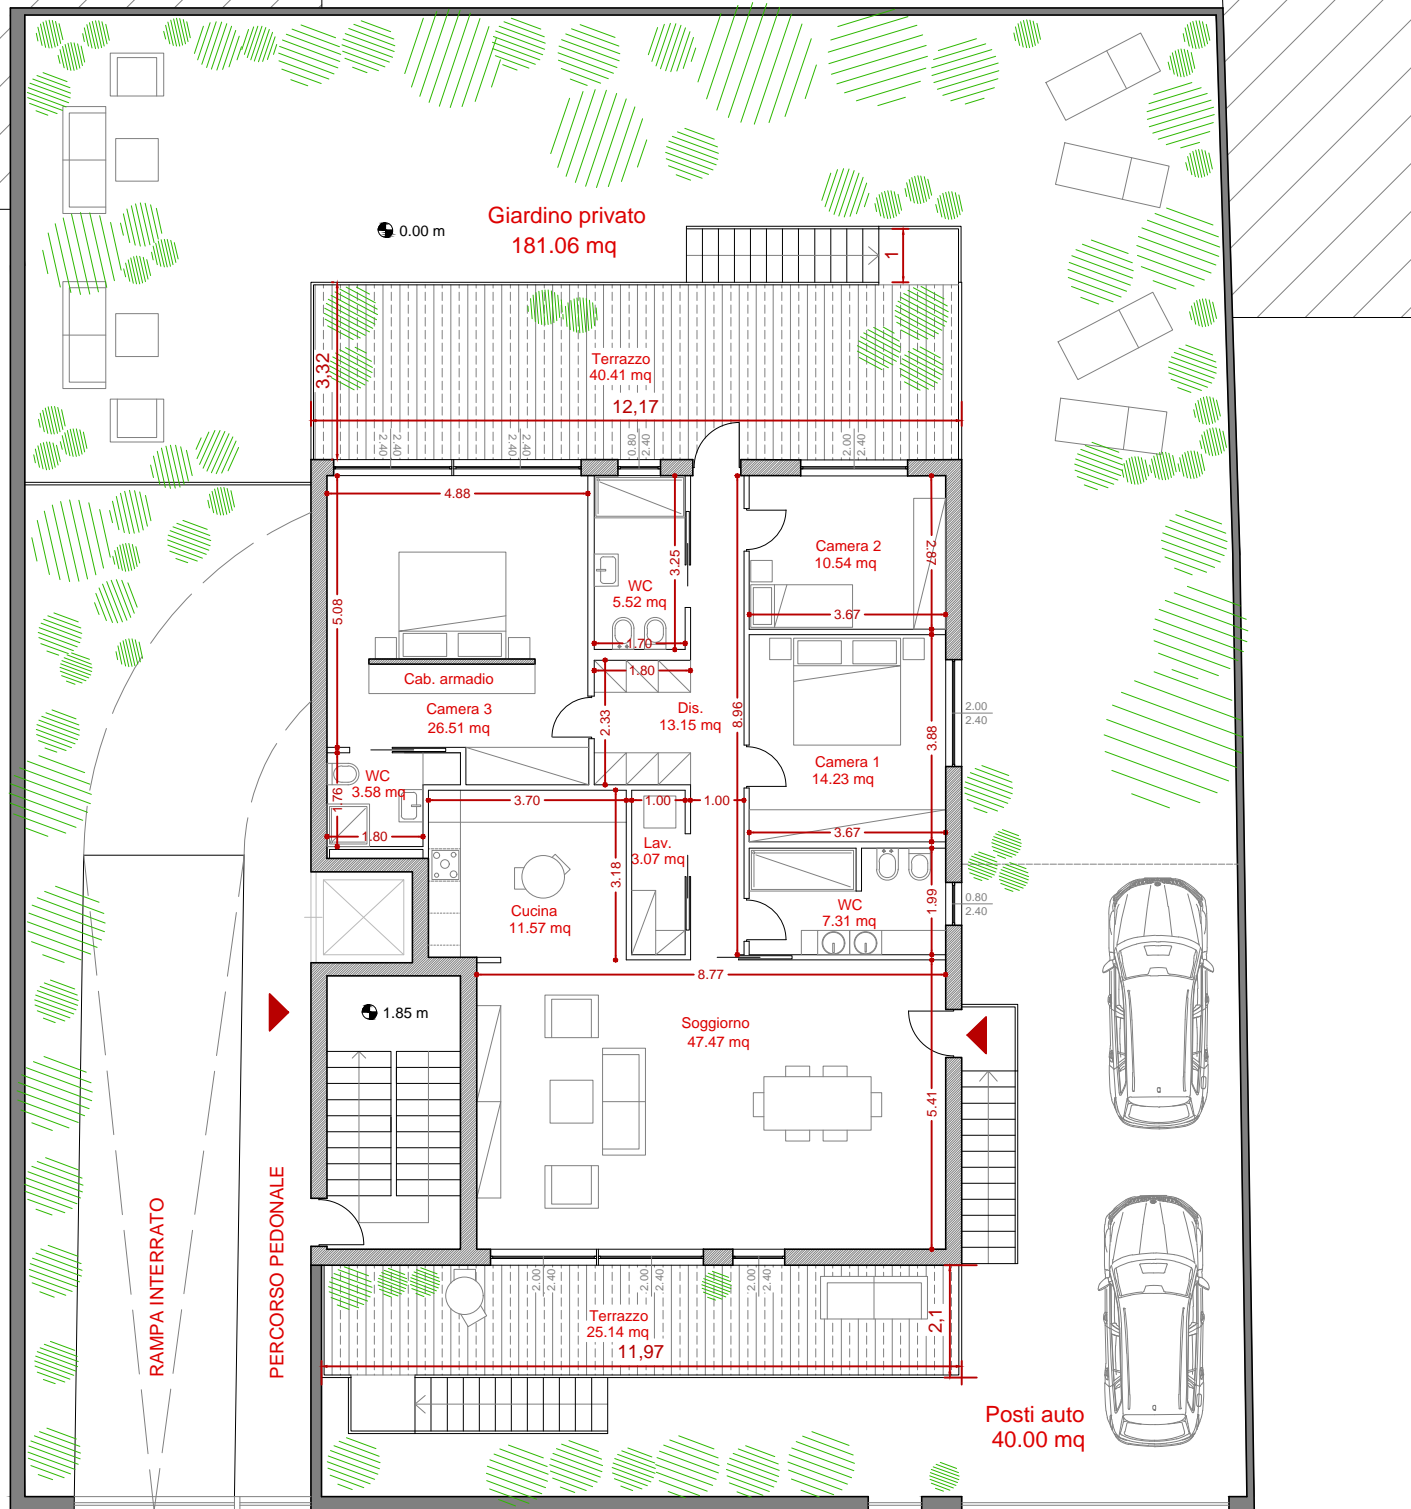 0.00 m
Giardino privato
181.06 mq
1
3,32
Terrazzo
40.41 mq
12,17
2.40
2.40
2.40
2.40
0.80
2.40
2.00
2.40
4.88
5.08
3.25
WC
5.52 mq
1.70
1.80
Camera 2
10.54 mq
2.87
3.67
Cab. armadio
Camera 3
26.51 mq
2.33
Dis.
13.15 mq
8.96
2.00
2.40
3.88
Camera 1
14.23 mq
3.67
WC
3.58 mq
1.76
1.80
3.70
1.00
1.00
Lav.
3.07 mq
3.18
Cucina
11.57 mq
WC
7.31 mq
1.99
0.80
2.40
8.77
1.85 m
Soggiorno
47.47 mq
5.41
RAMPA INTERRATO
PERCORSO PEDONALE
2.00
2.40
2.00
2.40
2.00
2.40
Terrazzo
25.14 mq
11,97
2,1
Posti auto
40.00 mq